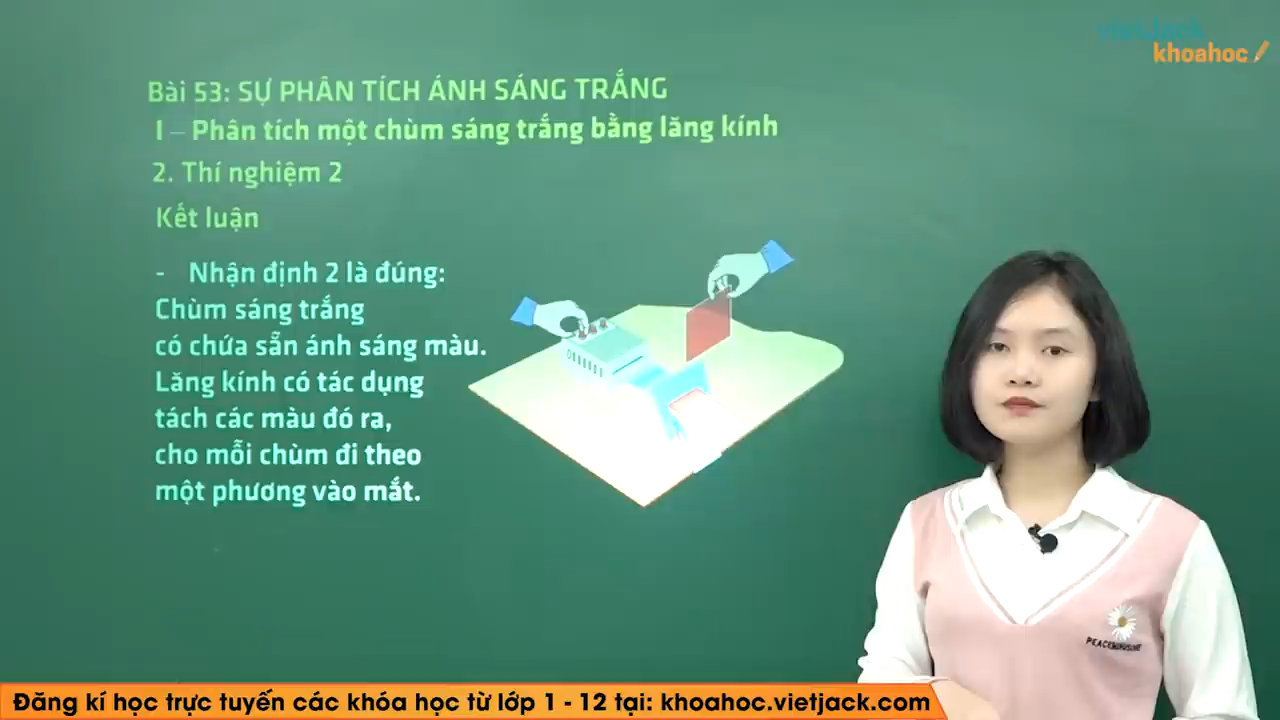 vietjack
khoahoc
Bài 53: SỰ PHÂN TÍCH ÁNH SÁNG TRẮNG
I – Phân tích một chùm sáng trắng bằng lăng kính
2. Thí nghiệm 2
Kết luận
- Nhận định 2 là đúng:
Chùm sáng trắng
có chứa sẵn ánh sáng màu.
Lăng kính có tác dụng
tách các màu đó ra,
cho mỗi chùm đi theo
một phương vào mắt.
Đăng kí học trực tuyến các khóa học từ lớp 1 - 12 tại: khoahoc.vietjack.com